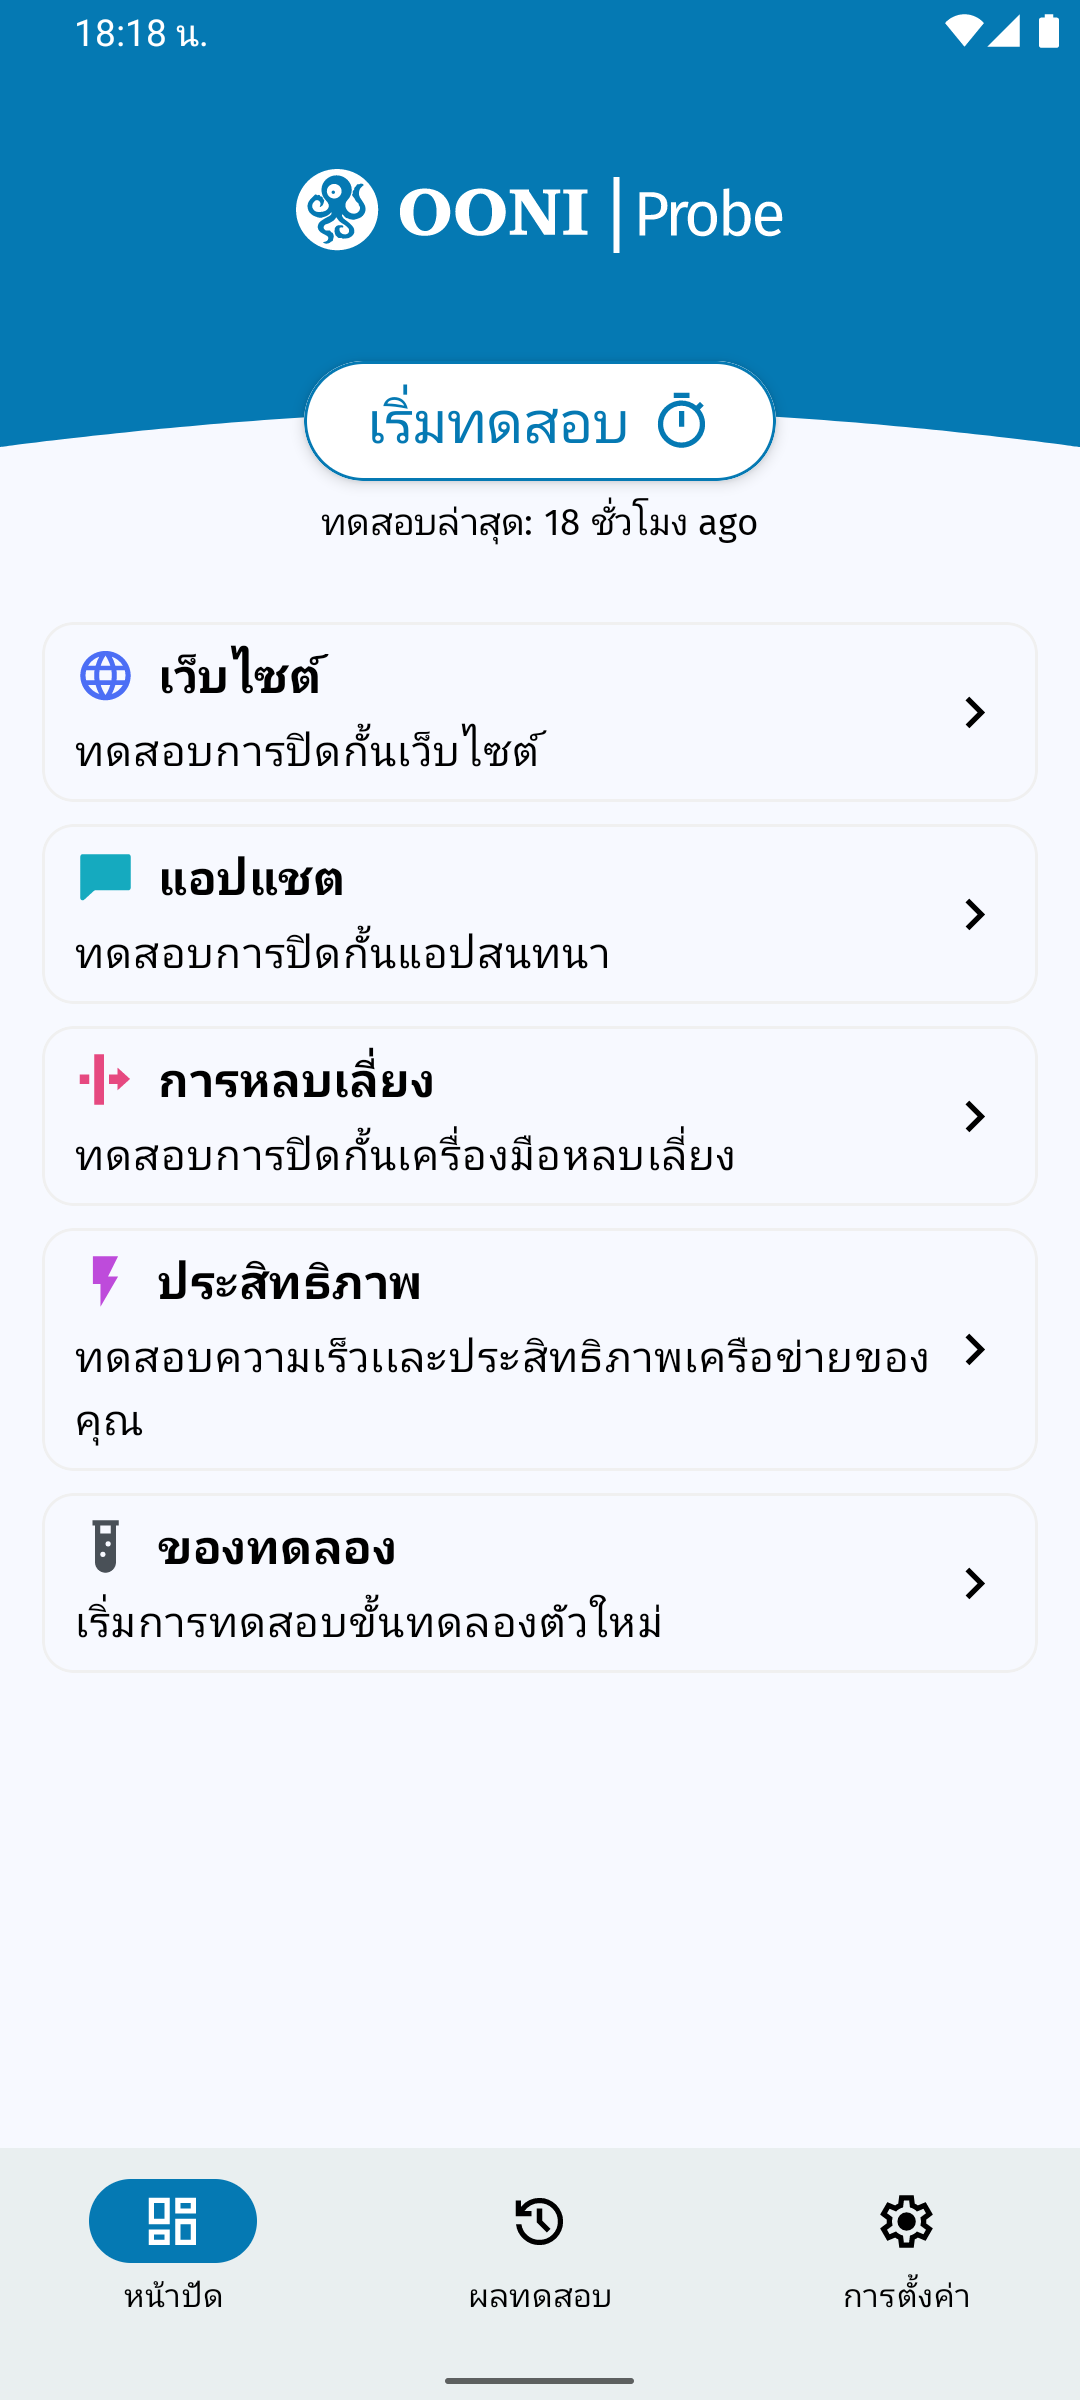 18:18 น.
OONI | Probe
เริ่มทดสอบ
ทดสอบล่าสุด: 18 ชั่วโมง ago
เว็บไซต์
ทดสอบการปิดกั้นเว็บไซต์
แอปแชต
ทดสอบการปิดกั้นแอปสนทนา
การหลบเลี่ยง
ทดสอบการปิดกั้นเครื่องมือหลบเลี่ยง
ประสิทธิภาพ
ทดสอบความเร็วและประสิทธิภาพเครือข่ายของ
คุณ
ของทดลอง
เริ่มการทดสอบขั้นทดลองตัวใหม่
หน้าปัด
ผลทดสอบ
การตั้งค่า